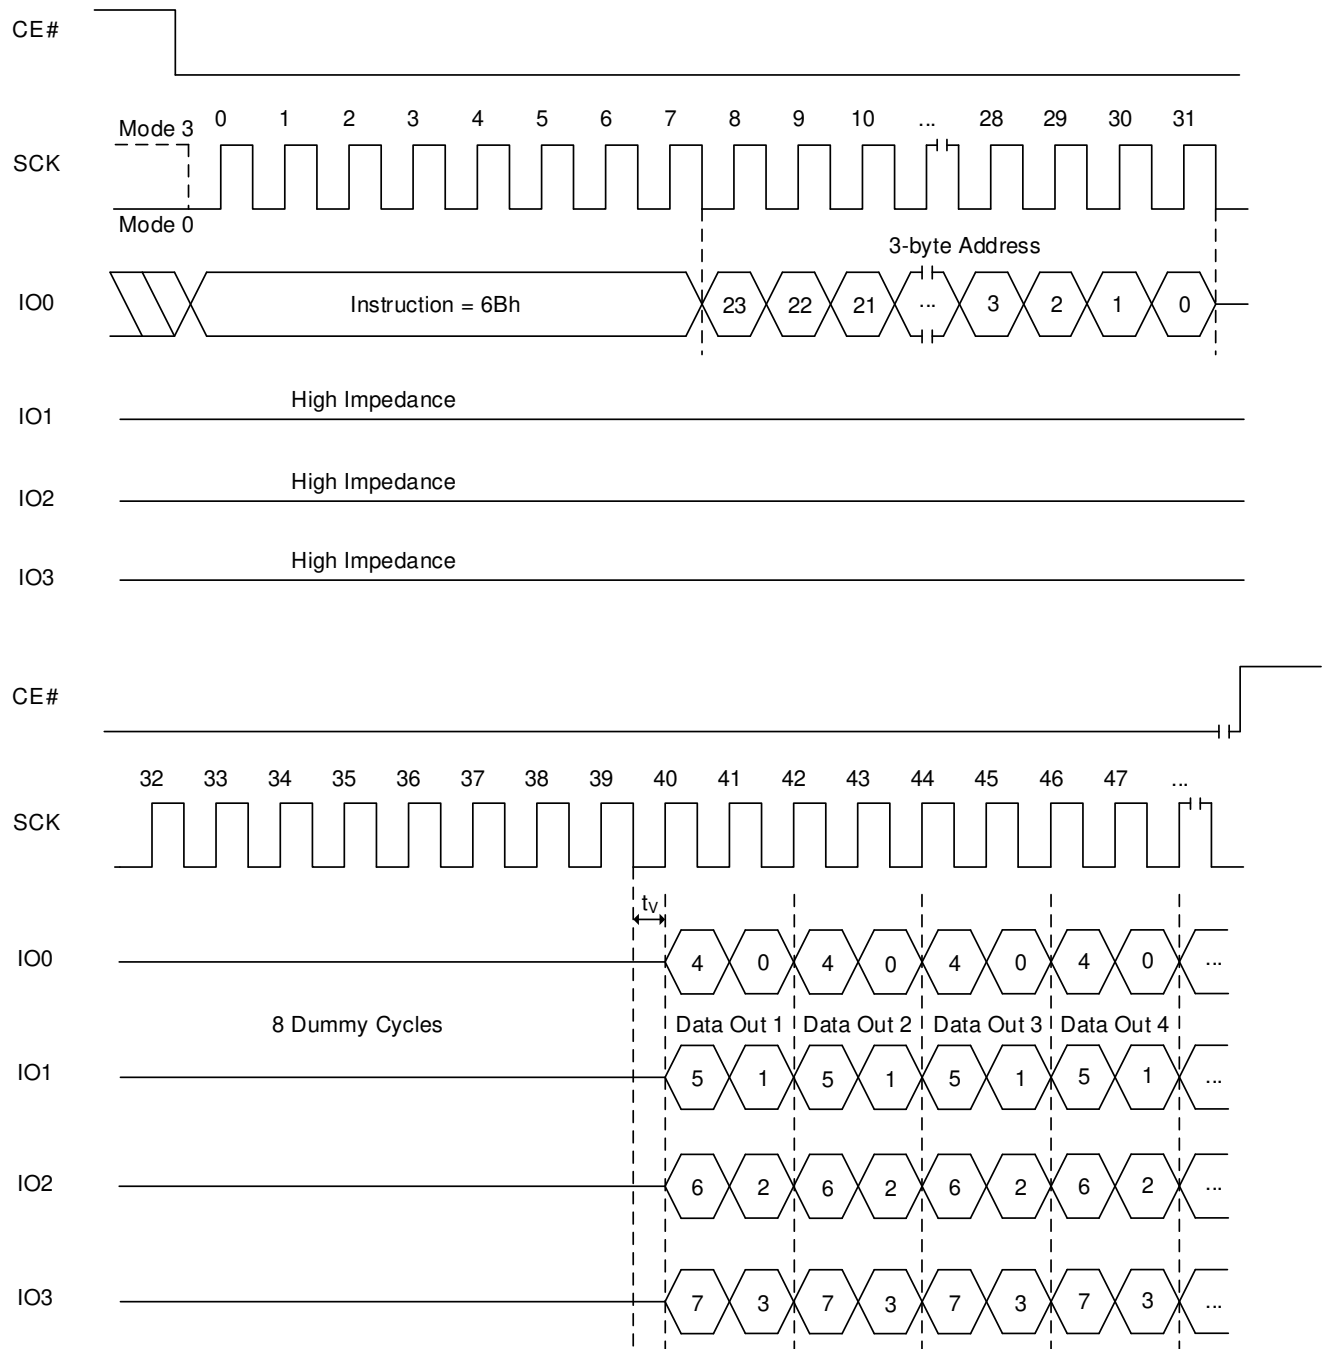 CE#
Mode 3 0 1 2 3 4 5 6 7 8 9 10 ... 28 29 30 31
SCK
Mode 0
3-byte Address
IO0 Instruction = 6Bh 23 22 21 ... 3 2 1 0
High Impedance
IO1
High Impedance
IO2
High Impedance
IO3
CE#
32 33 34 35 36 37 38 39 40 41 42 43 44 45 46 47 ...
SCK
tV
IO0 4 0 4 0 4 0 4 0 ...
8 Dummy Cycles Data Out 1 Data Out 2 Data Out 3 Data Out 4
IO1 5 1 5 1 5 1 5 1 ...
IO2 6 2 6 2 6 2 6 2 ...
IO3 7 3 7 3 7 3 7 3 ...